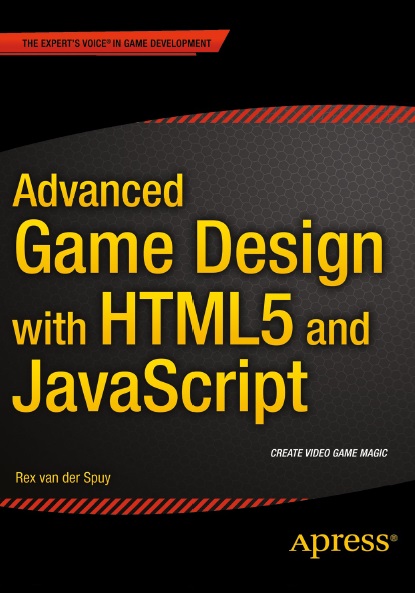 THE EXPERT'S VOICE® IN GAME DEVELOPMENT
Advanced
Game Design
with HTML5 and
JavaScript
CREATE VIDEO GAME MAGIC
Rex van der Spuy
Apress®